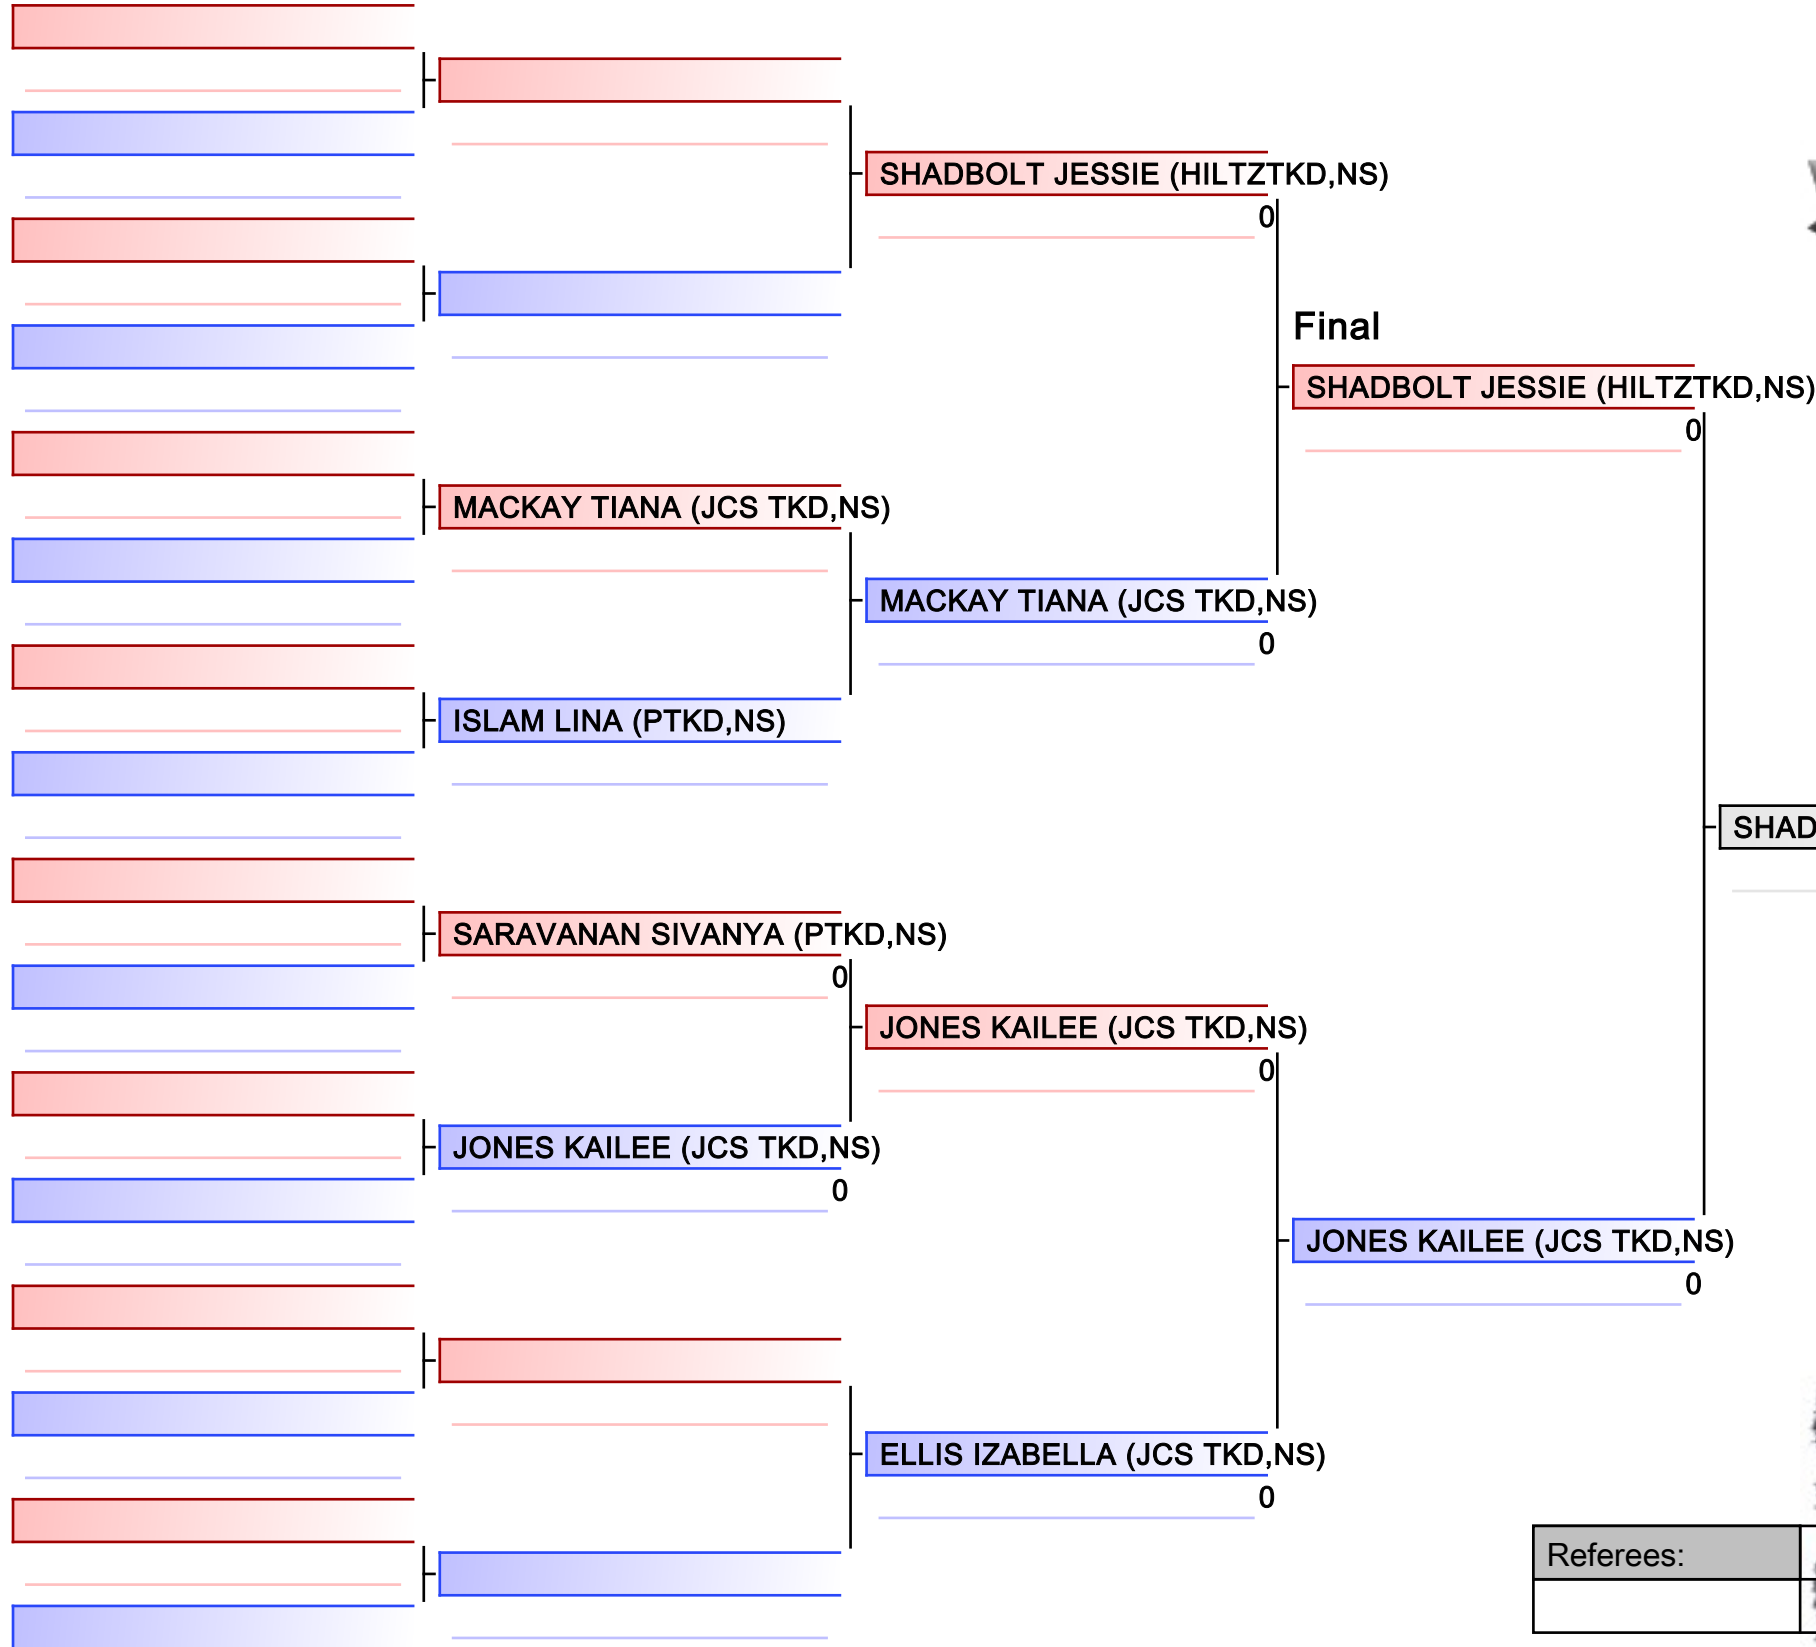 SHADBOLT JESSIE (HILTZTKD,NS)
0
Final
SHADBOLT JESSIE (HILTZTKD,NS)
0
MACKAY TIANA (JCS TKD,NS)
MACKAY TIANA (JCS TKD,NS)
0
ISLAM LINA (PTKD,NS)
SHAD
SARAVANAN SIVANYA (PTKD,NS)
0
JONES KAILEE (JCS TKD,NS)
0
JONES KAILEE (JCS TKD,NS)
0
JONES KAILEE (JCS TKD,NS)
0
ELLIS IZABELLA (JCS TKD,NS)
0
Referees: